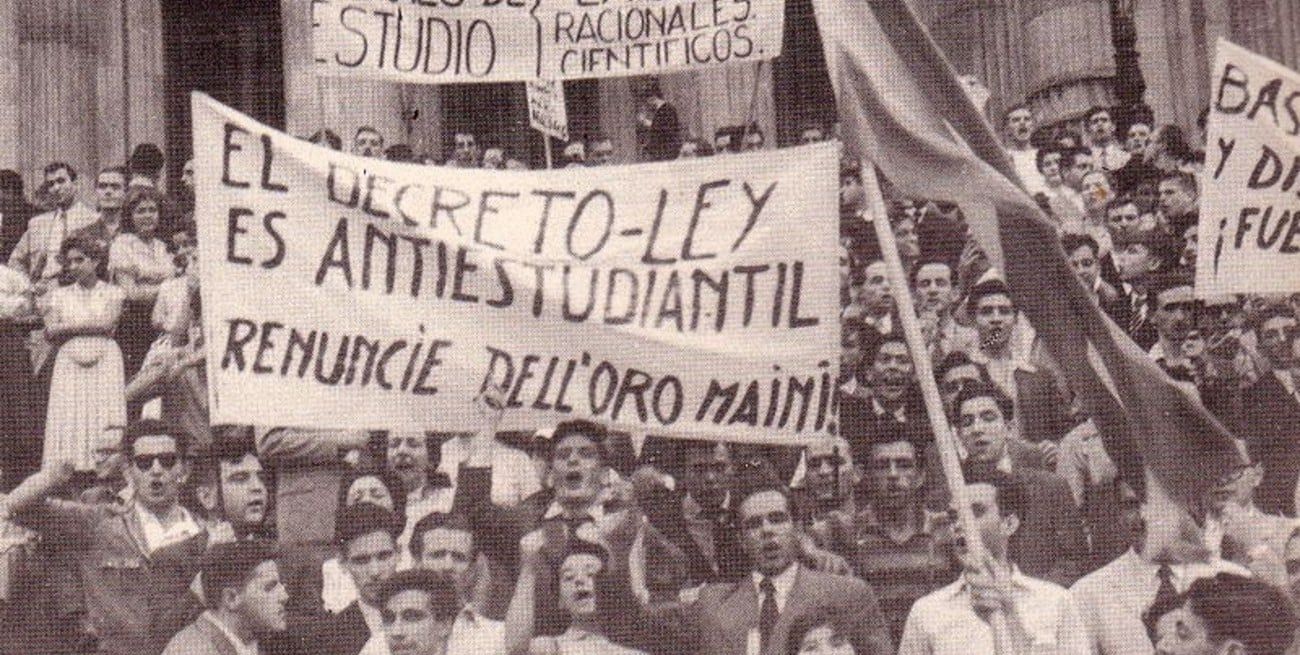 ESTUDIO } RACIONALES
CIENTIFICOS.
EL DECRETO-LEY
ES ANTIESTUDIANTIL
RENUNCIE DELL'ORO MAINI!
BAS
Y DI
¡FUE